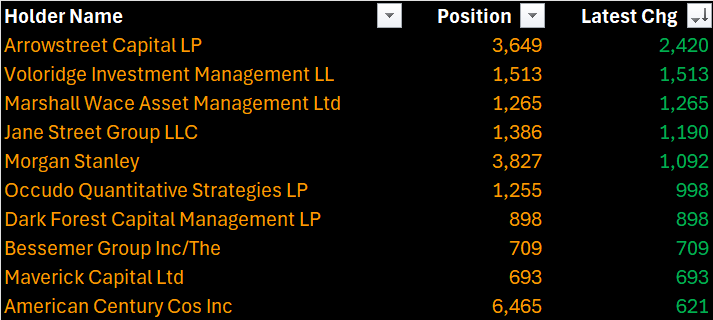 Holder Name Position Latest Chg
Arrowstreet Capital LP 3,649 2,420
Voloridge Investment Management LL 1,513 1,513
Marshall Wace Asset Management Ltd 1,265 1,265
Jane Street Group LLC 1,386 1,190
Morgan Stanley 3,827 1,092
Occudo Quantitative Strategies LP 1,255 998
Dark Forest Capital Management LP 898 898
Bessemer Group Inc/The 709 709
Maverick Capital Ltd 693 693
American Century Cos Inc 6,465 621